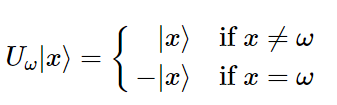 U_ω|x⟩ = { |x⟩ if x ≠ ω
−|x⟩ if x = ω